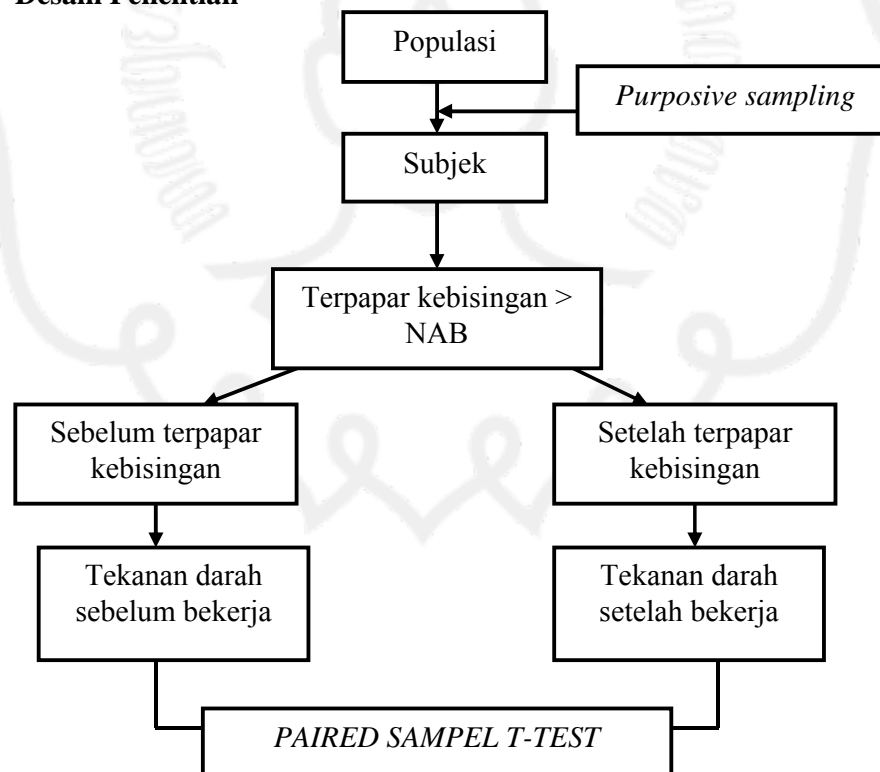 Desain Penelitian
Populasi
Purposive sampling
Subjek
Terpapar kebisingan >
NAB
Sebelum terpapar
kebisingan
Setelah terpapar
kebisingan
Tekanan darah
sebelum bekerja
Tekanan darah
setelah bekerja
PAIRED SAMPEL T-TEST